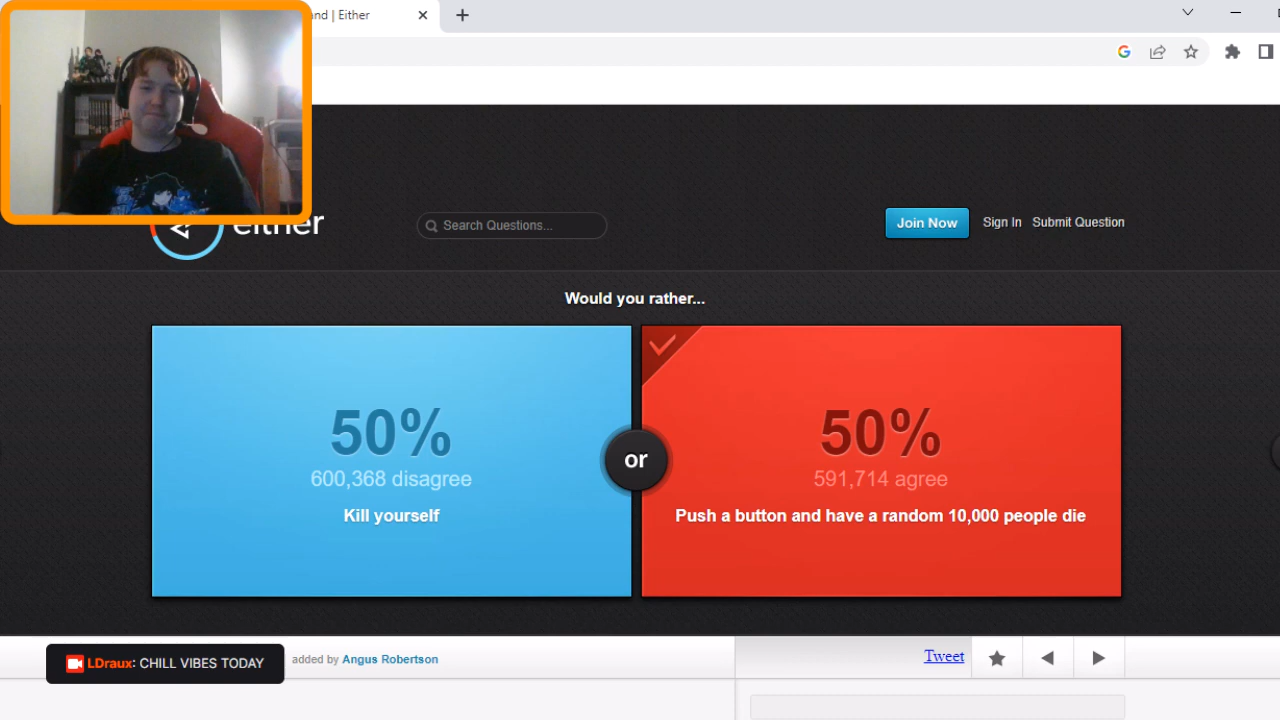 and | Either
either
Search Questions...
Join Now
Sign In
Submit Question
Would you rather...
50%
600,368 disagree
Kill yourself
or
50%
591,714 agree
Push a button and have a random 10,000 people die
LDraux: CHILL VIBES TODAY
added by Angus Robertson
Tweet